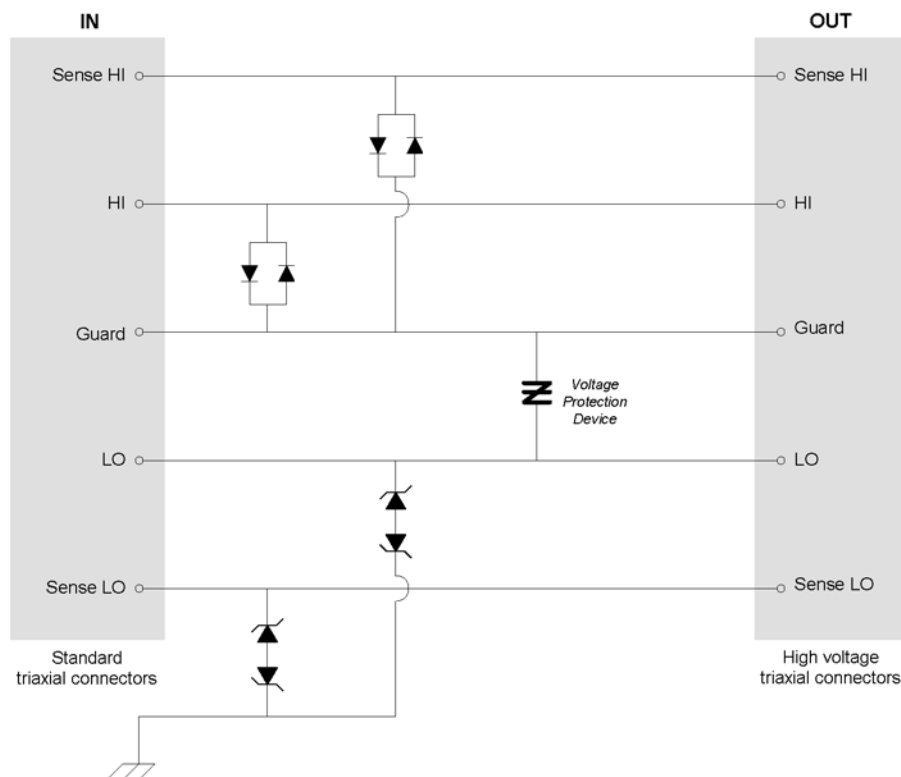 IN
OUT
Sense HI
Sense HI
HI
HI
Guard
Guard
Voltage
Protection
Device
LO
LO
Sense LO
Sense LO
Standard
triaxial connectors
High voltage
triaxial connectors